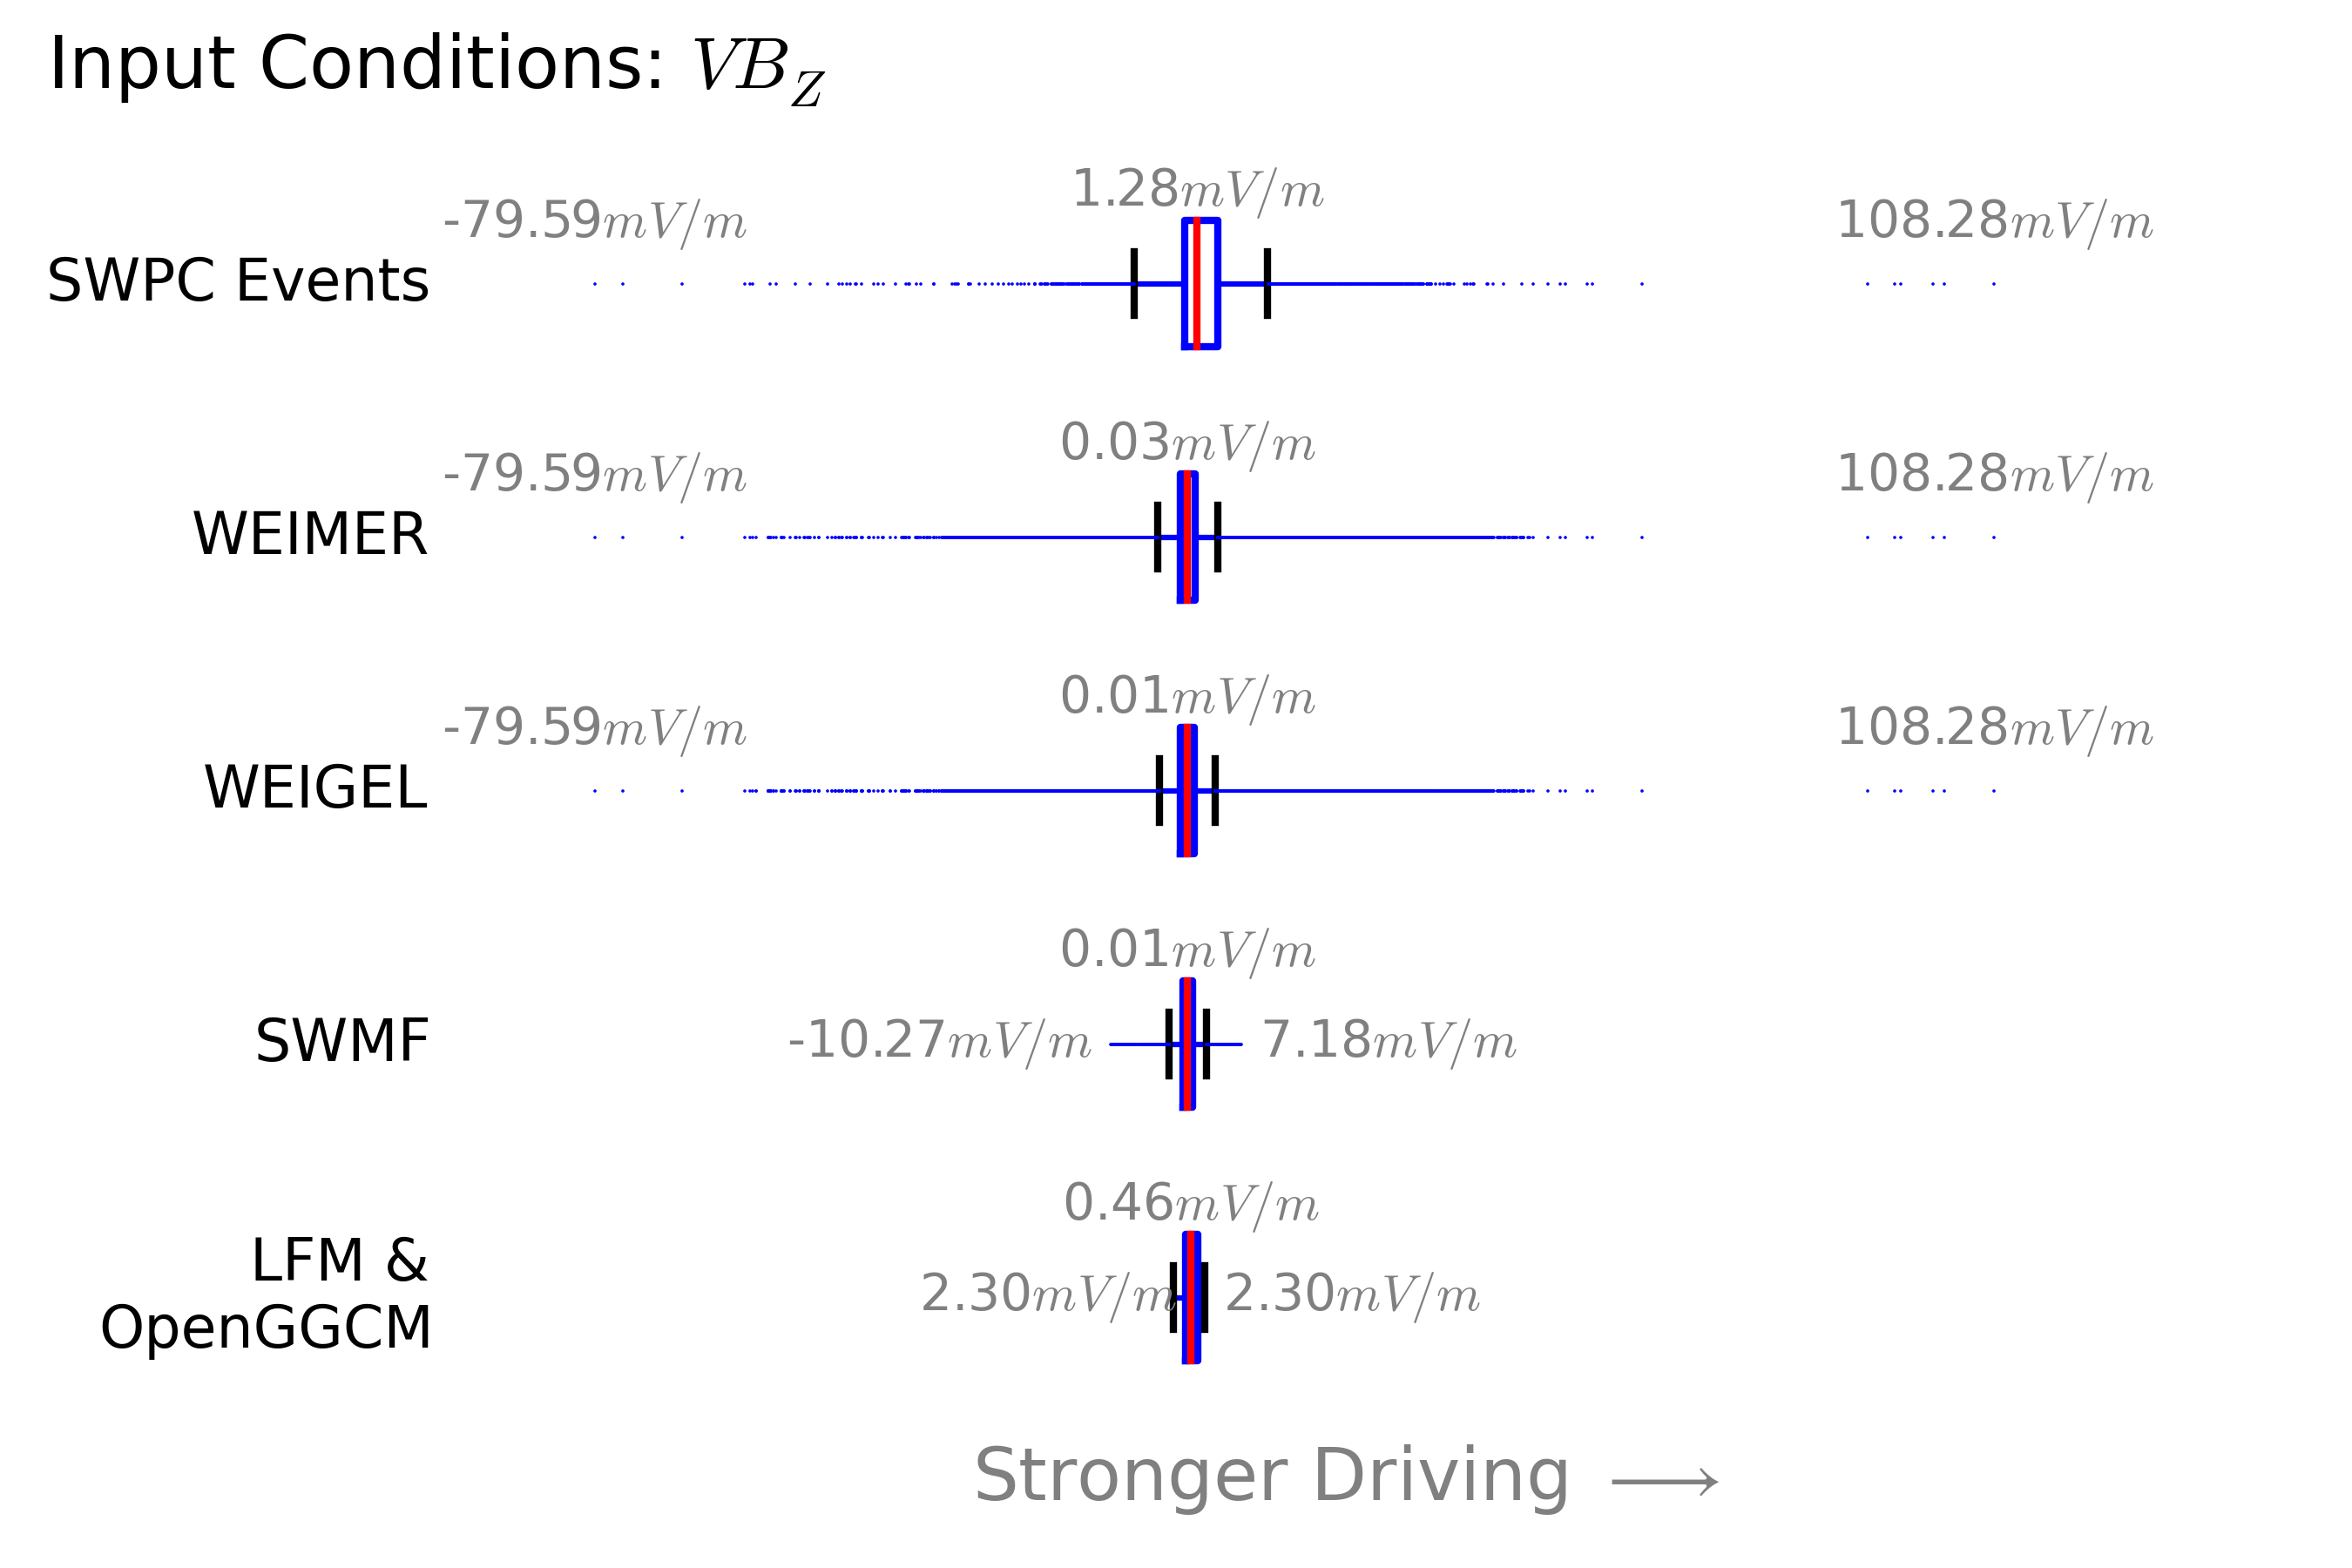 Input Conditions: VB_Z
1.28mV/m
-79.59mV/m
108.28mV/m
SWPC Events
0.03mV/m
-79.59mV/m
108.28mV/m
WEIMER
0.01mV/m
-79.59mV/m
108.28mV/m
WEIGEL
0.01mV/m
SWMF
-10.27mV/m
7.18mV/m
0.46mV/m
LFM &
OpenGGCM
2.30mV/m
2.30mV/m
Stronger Driving ⟶